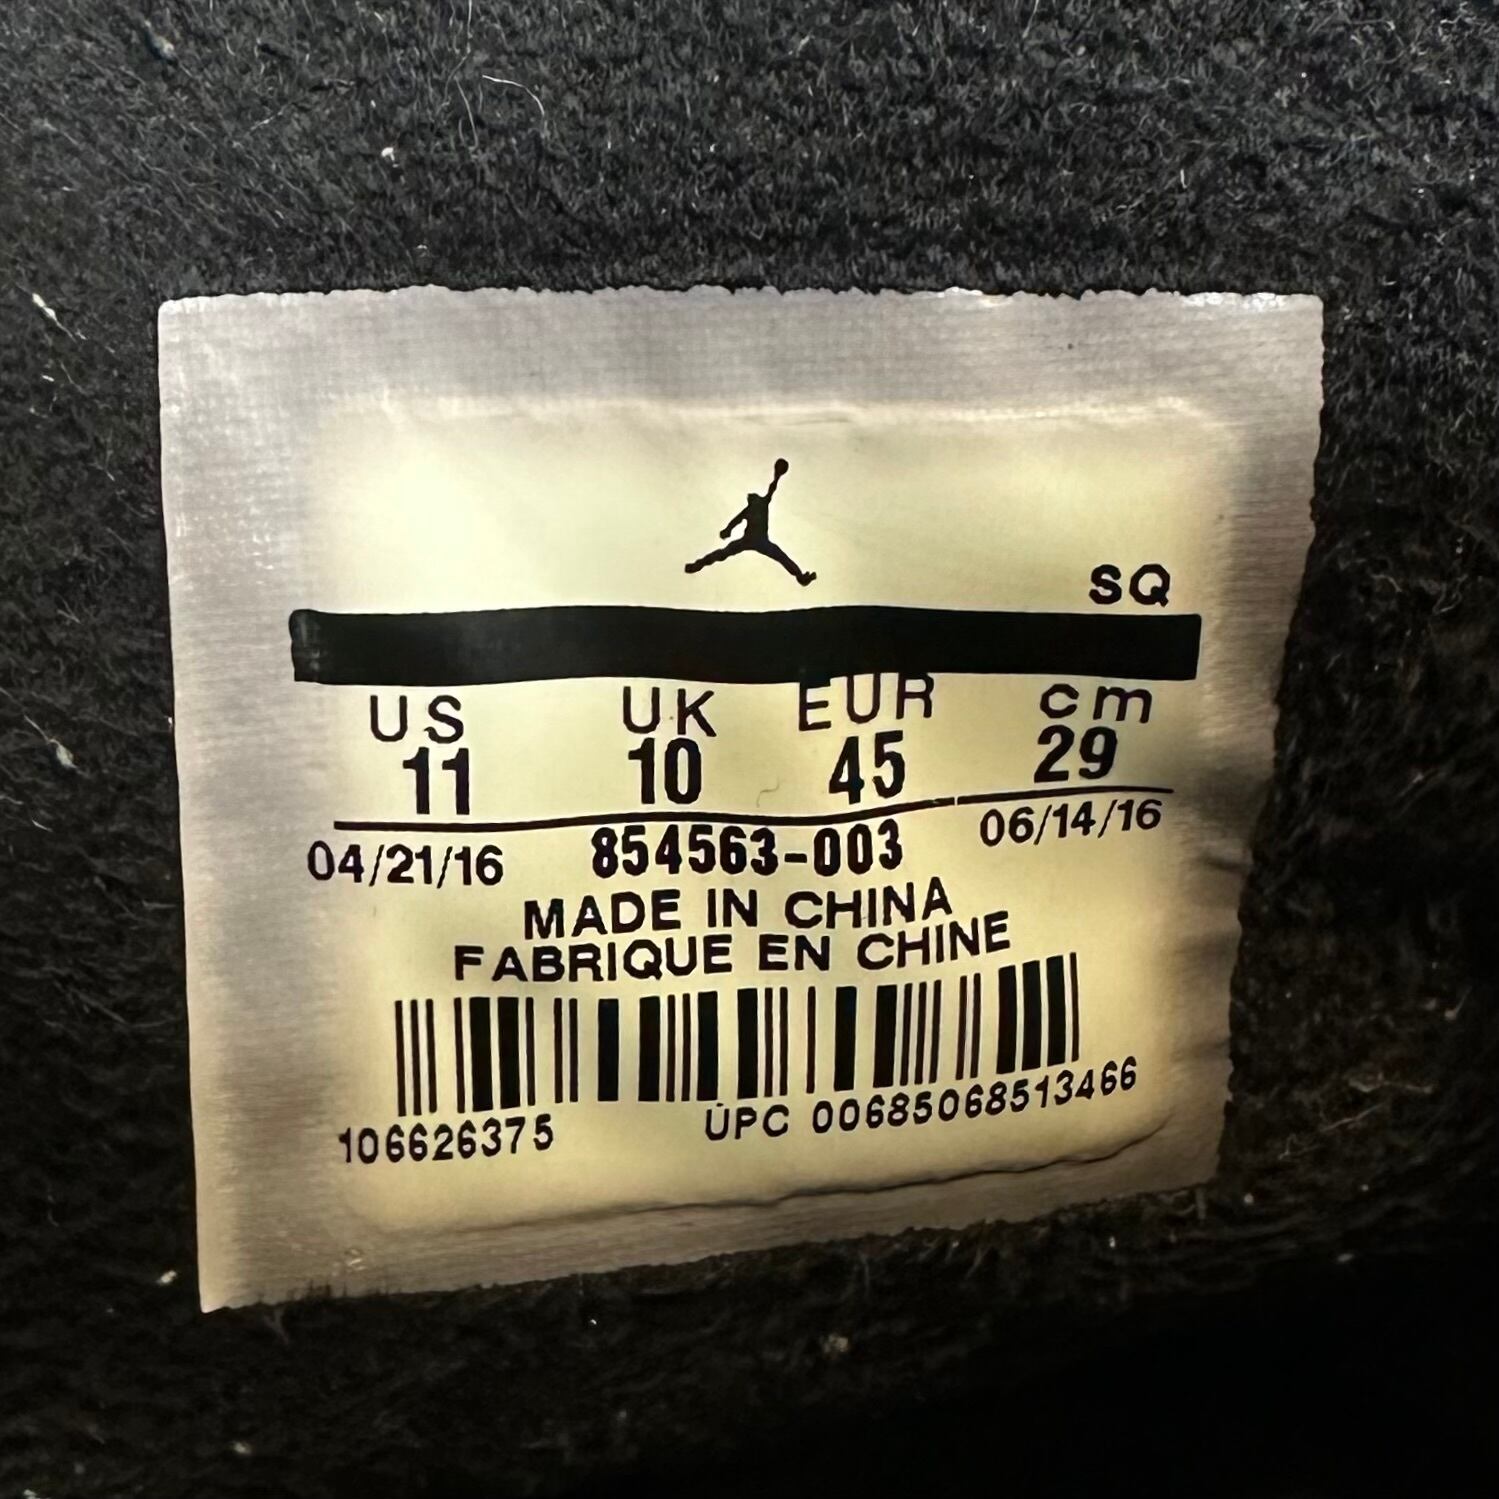 SQ
US UK EUR cm
11 10 45 29
04/21/16 854563-003 06/14/16
MADE IN CHINA
FABRIQUE EN CHINE
106626375 UPC 00685068513466